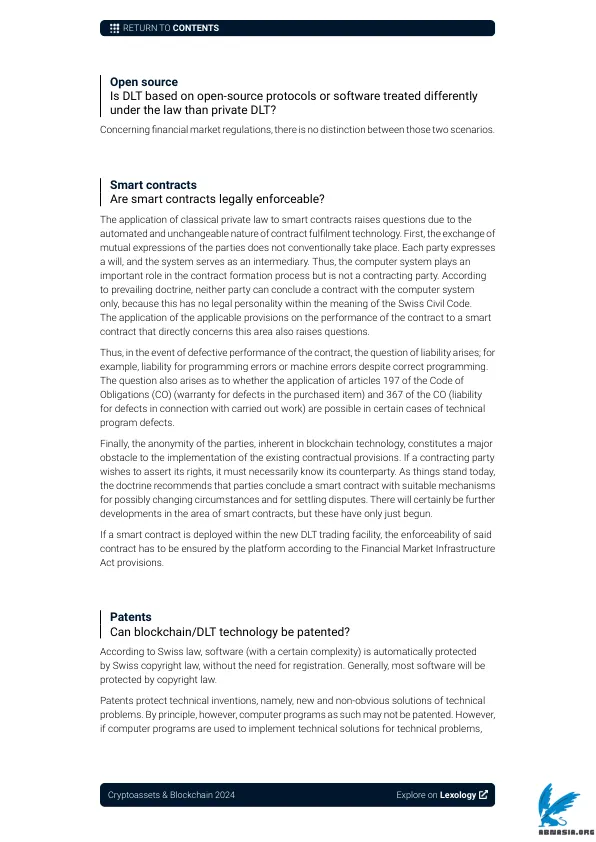 RETURN TO CONTENTS
Open source
Is DLT based on open-source protocols or software treated differently
under the law than private DLT?
Concerning financial market regulations, there is no distinction between those two scenarios.
Smart contracts
Are smart contracts legally enforceable?
The application of classical private law to smart contracts raises questions due to the
automated and unchangeable nature of contract fulfilment technology. First, the exchange of
mutual expressions of the parties does not conventionally take place. Each party expresses
a will, and the system serves as an intermediary. Thus, the computer system plays an
important role in the contract formation process but is not a contracting party. According
to prevailing doctrine, neither party can conclude a contract with the computer system
only, because this has no legal personality within the meaning of the Swiss Civil Code.
The application of the applicable provisions on the performance of the contract to a smart
contract that directly concerns this area also raises questions.
Thus, in the event of defective performance of the contract, the question of liability arises; for
example, liability for programming errors or machine errors despite correct programming.
The question also arises as to whether the application of articles 197 of the Code of
Obligations (CO) (warranty for defects in the purchased item) and 367 of the CO (liability
for defects in connection with carried out work) are possible in certain cases of technical
program defects.
Finally, the anonymity of the parties, inherent in blockchain technology, constitutes a major
obstacle to the implementation of the existing contractual provisions. If a contracting party
wishes to assert its rights, it must necessarily know its counterparty. As things stand today,
the doctrine recommends that parties conclude a smart contract with suitable mechanisms
for possibly changing circumstances and for settling disputes. There will certainly be further
developments in the area of smart contracts, but these have only just begun.
If a smart contract is deployed within the new DLT trading facility, the enforceability of said
contract has to be ensured by the platform according to the Financial Market Infrastructure
Act provisions.
Patents
Can blockchain/DLT technology be patented?
According to Swiss law, software (with a certain complexity) is automatically protected
by Swiss copyright law, without the need for registration. Generally, most software will be
protected by copyright law.
Patents protect technical inventions, namely, new and non-obvious solutions of technical
problems. By principle, however, computer programs as such may not be patented. However,
if computer programs are used to implement technical solutions for technical problems,
Cryptoassets & Blockchain 2024
Explore on Lexology
ABNASIA.ORG